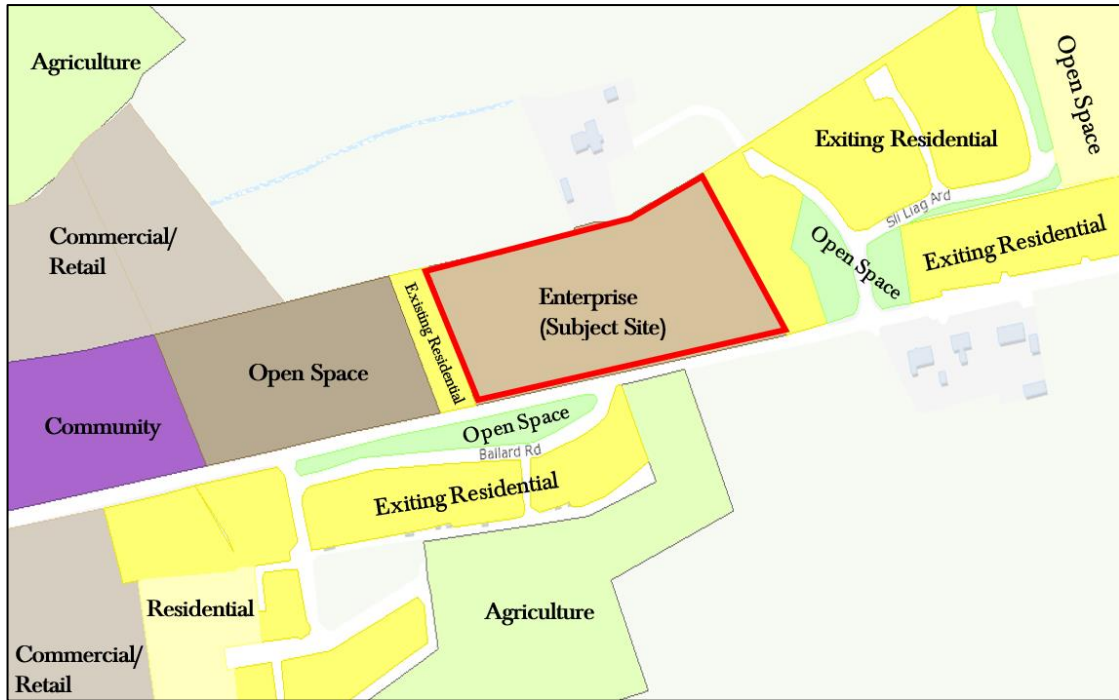 Agriculture
Open Space
Exiting Residential
Sli Liag Ard
Commercial/
Retail
Open Space
Exiting Residential
Existing Residential
Enterprise
(Subject Site)
Open Space
Community
Open Space
Ballard Rd
Exiting Residential
Residential
Agriculture
Commercial/
Retail